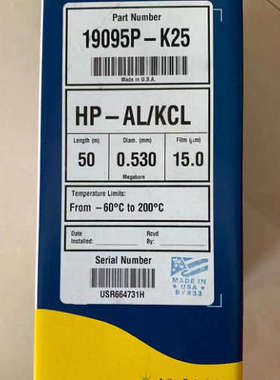 Part Number
19095P-K25
Made in U.S.A.
HP-AL/KCL
Length (m) Diam. (mm) Film (µm)
50 0.530 15.0
Megabore
Temperature Limits:
From -60°C to 200°C
Date Rcvd
Installed: By:
Serial Number
USR664731H
MADE IN
USA